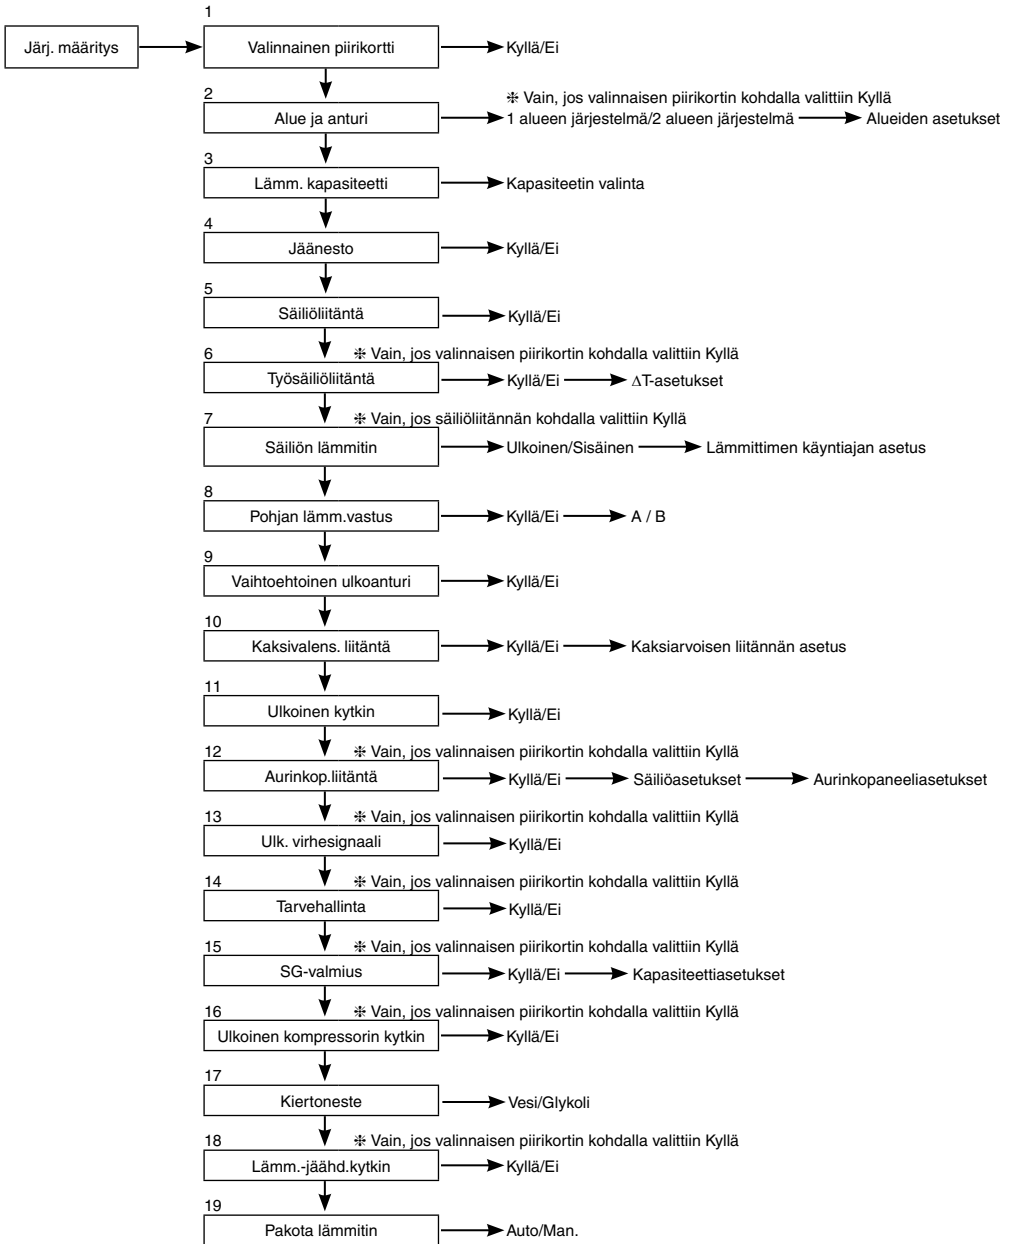 1
Järj. määritys
Valinnainen piirikortti
Kyllä/Ei
2
❉ Vain, jos valinnaisen piirikortin kohdalla valittiin Kyllä
Alue ja anturi
1 alueen järjestelmä/2 alueen järjestelmä
Alueiden asetukset
3
Lämm. kapasiteetti
Kapasiteetin valinta
4
Jäänesto
Kyllä/Ei
5
Säiliöliitäntä
Kyllä/Ei
6
❉ Vain, jos valinnaisen piirikortin kohdalla valittiin Kyllä
Työsäiliöliitäntä
Kyllä/Ei
∆T-asetukset
7
❉ Vain, jos säiliöliitännän kohdalla valittiin Kyllä
Säiliön lämmitin
Ulkoinen/Sisäinen
Lämmittimen käyntiajan asetus
8
Pohjan lämm.vastus
Kyllä/Ei
A / B
9
Vaihtoehtoinen ulkoanturi
Kyllä/Ei
10
Kaksivalens. liitäntä
Kyllä/Ei
Kaksiarvoisen liitännän asetus
11
Ulkoinen kytkin
Kyllä/Ei
12
❉ Vain, jos valinnaisen piirikortin kohdalla valittiin Kyllä
Aurinkop.liitäntä
Kyllä/Ei
Säiliöasetukset
Aurinkopaneeliasetukset
13
❉ Vain, jos valinnaisen piirikortin kohdalla valittiin Kyllä
Ulk. virhesignaali
Kyllä/Ei
14
❉ Vain, jos valinnaisen piirikortin kohdalla valittiin Kyllä
Tarvehallinta
Kyllä/Ei
15
❉ Vain, jos valinnaisen piirikortin kohdalla valittiin Kyllä
SG-valmius
Kyllä/Ei
Kapasiteettiasetukset
16
❉ Vain, jos valinnaisen piirikortin kohdalla valittiin Kyllä
Ulkoinen kompressorin kytkin
Kyllä/Ei
17
Kiertoneste
Vesi/Glykoli
18
❉ Vain, jos valinnaisen piirikortin kohdalla valittiin Kyllä
Lämm.-jäähd.kytkin
Kyllä/Ei
19
Pakota lämmitin
Auto/Man.